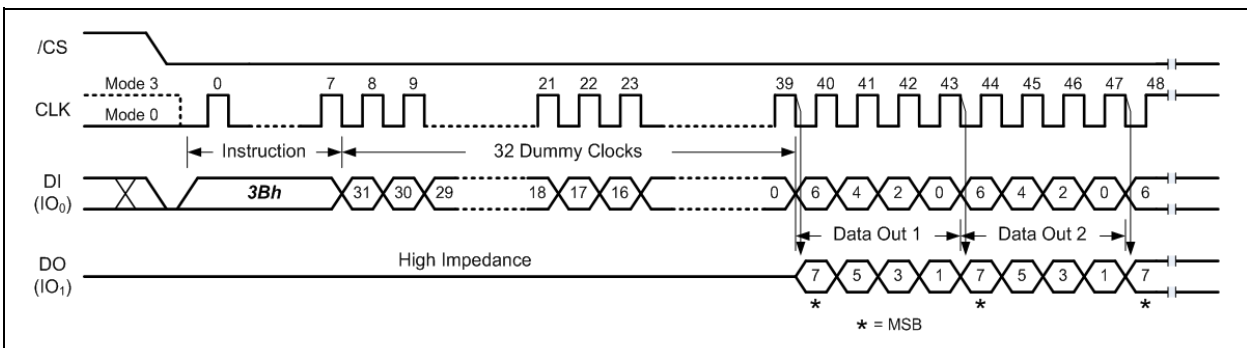 /CS
Mode 3 0 7 8 9 21 22 23 39 40 41 42 43 44 45 46 47 48
CLK Mode 0
Instruction 32 Dummy Clocks
DI 3Bh 31 30 29 18 17 16 0 6 4 2 0 6 4 2 0 6
(IO₀)
Data Out 1 Data Out 2
DO High Impedance 7 5 3 1 7 5 3 1 7
(IO₁)
* * *
* = MSB